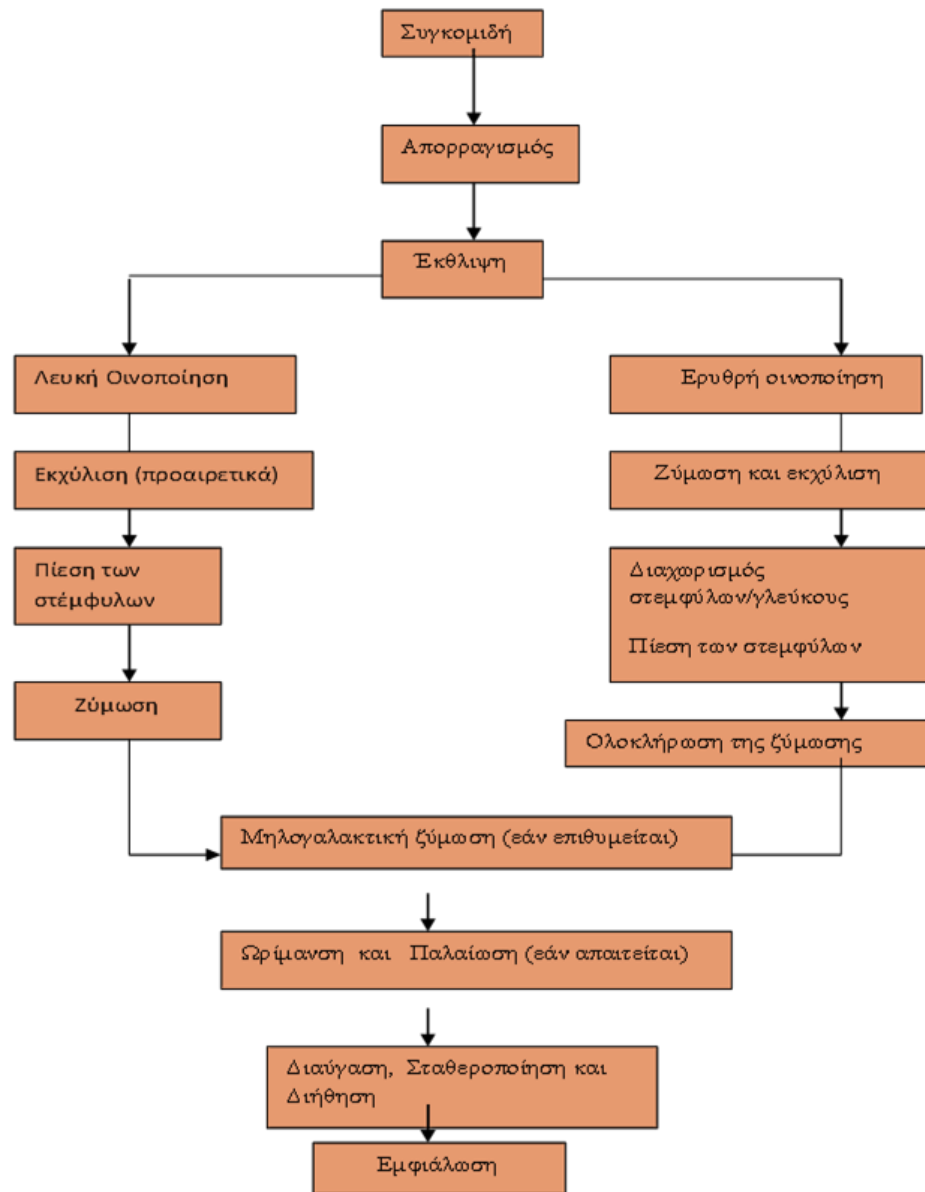 Συγκομιδή
Απορραγισμός
Έκθλιψη
Λευκή Οινοποίηση
Εκχύλιση (προαιρετικά)
Πίεση των
στέμφυλων
Ζύμωση
Ερυθρή οινοποίηση
Ζύμωση και εκχύλιση
Διαχωρισμός
στεμφύλων/γλεύκους
Πίεση των στεμφύλων
Ολοκλήρωση της ζύμωσης
Μηλογαλακτική ζύμωση (εάν επιθυμείται)
Ωρίμανση και Παλαίωση (εάν απαιτείται)
Διαύγαση, Σταθεροποίηση και
Διήθηση
Εμφιάλωση